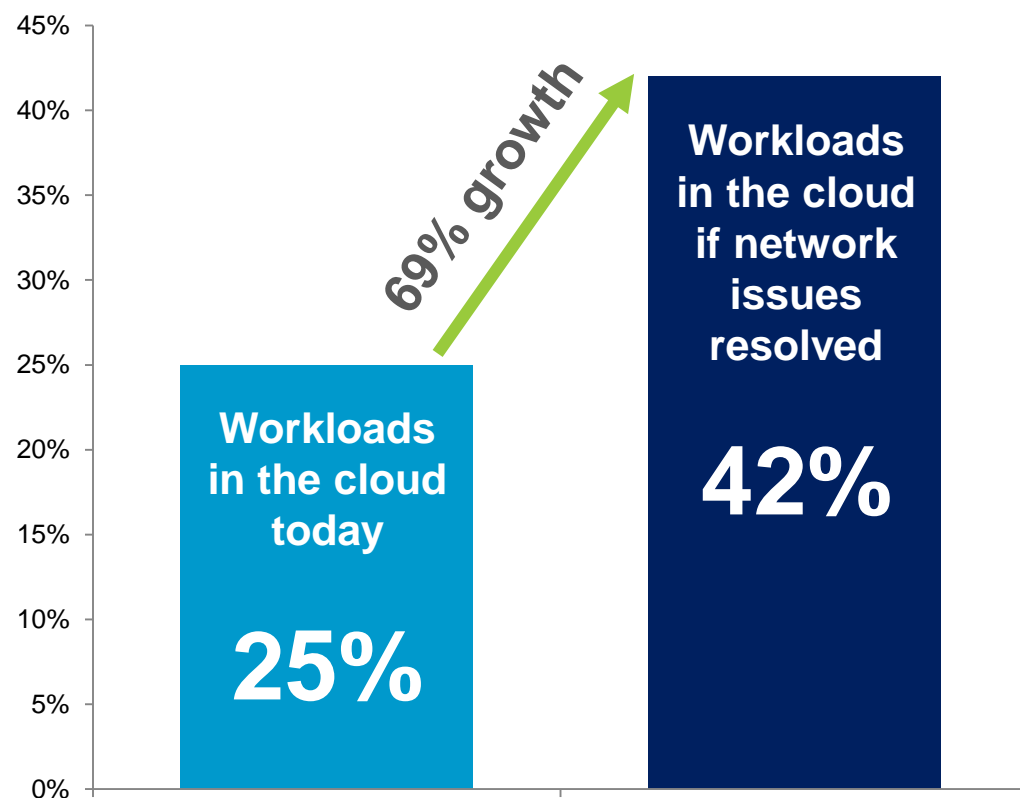 45%
40%
35%
30%
25%
20%
15%
10%
5%
0%
69% growth
Workloads
in the cloud
today
25%
Workloads
in the cloud
if network
issues
resolved
42%